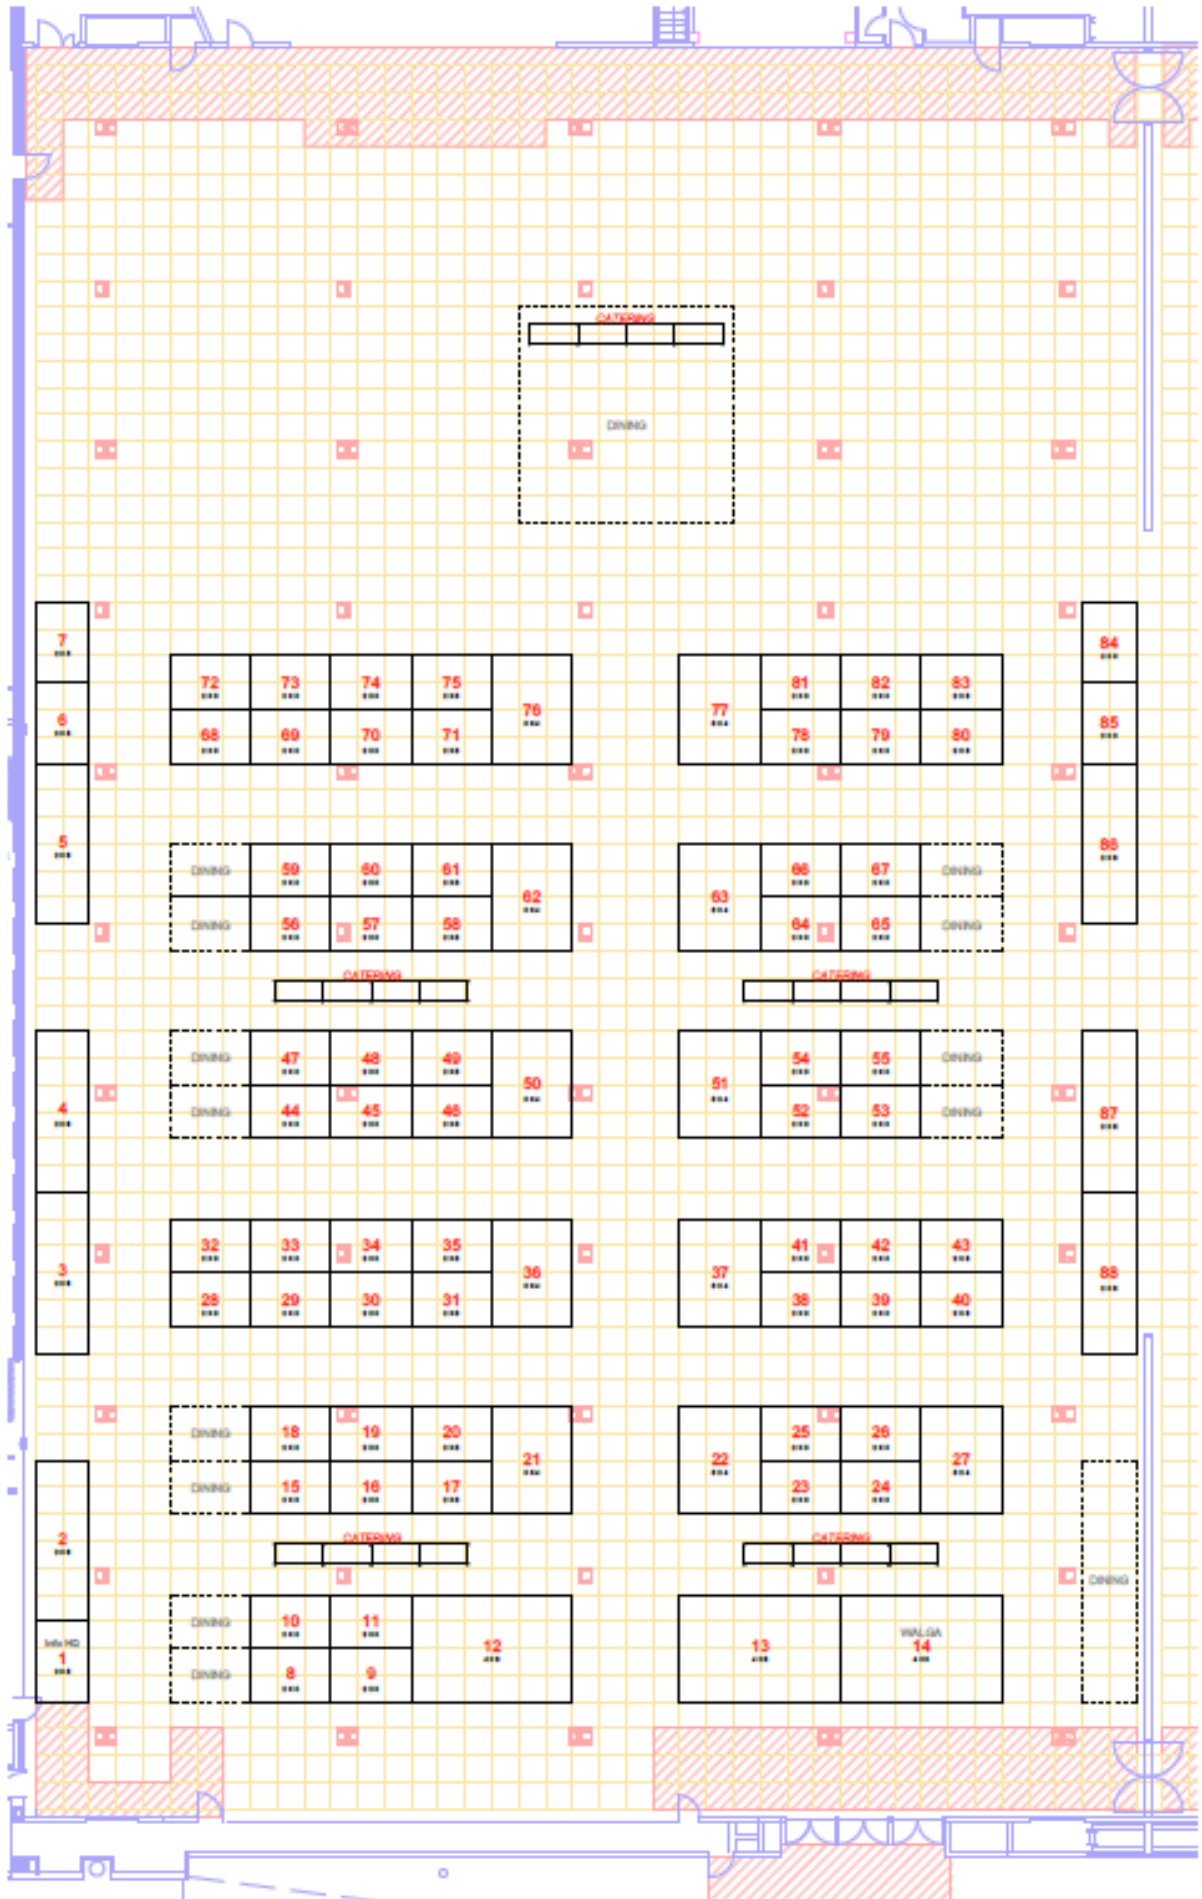 CATERING
DINING
7
84
72 73 74 75
81 82 83
6
76
77
85
68 69 70 71
78 79 80
5
86
DINING 59 60 61
66 67 DINING
62
63
DINING 56 57 58
64 65 DINING
CATERING
CATERING
DINING 47 48 49
54 55 DINING
50
51
4
DINING 44 45 46
52 53 DINING
87
32 33 34 35
41 42 43
3
36
37
88
28 29 30 31
38 39 40
DINING 18 19 20
25 26
21
22
27
DINING 15 16 17
23 24
2
CATERING
CATERING
DINING
DINING 10 11
WALGA
Info HQ
12
13
14
1
DINING 8 9